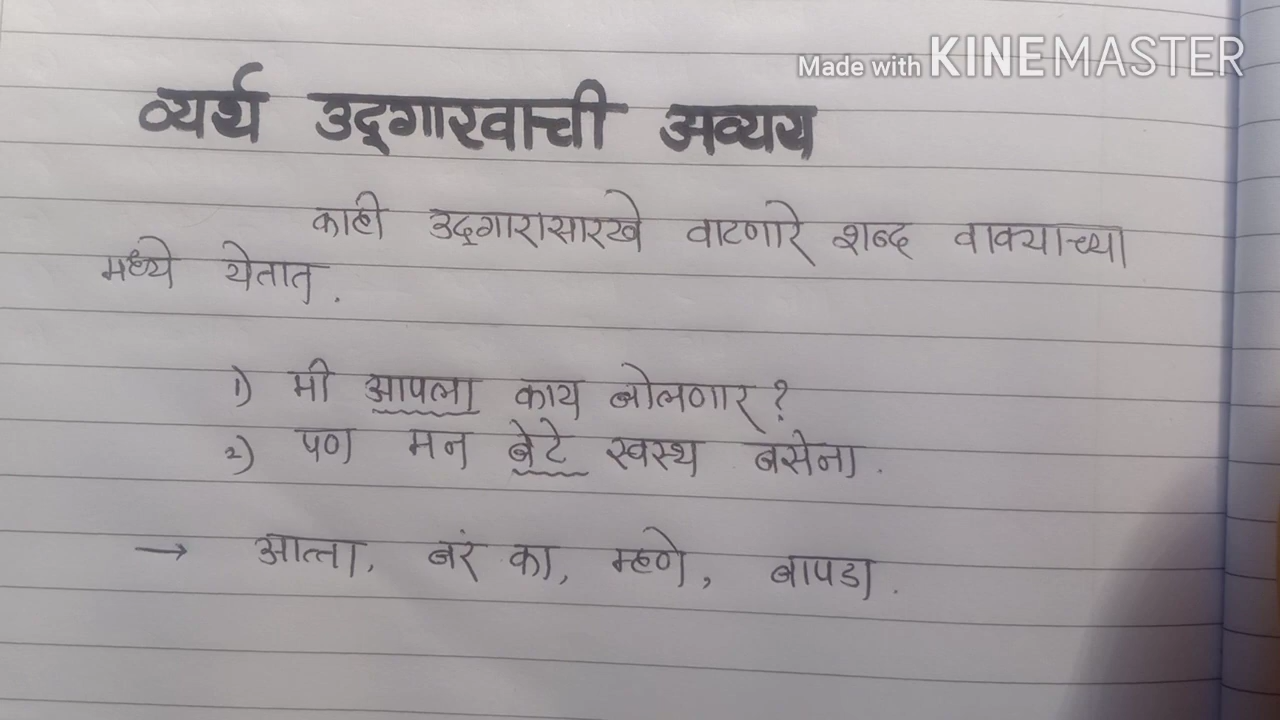 Made with KINEMASTER
व्यर्थ उद्‌गारवाची अव्यय
काही उद्‌गारासारखे वाटणारे शब्द वाक्याच्या
मध्ये येतात.
1) मी आपला काय बोलणार ?
2) पण मन बेटे स्वस्थ बसेना.
→ आत्ता, बरं का, म्हणे, बापडा.